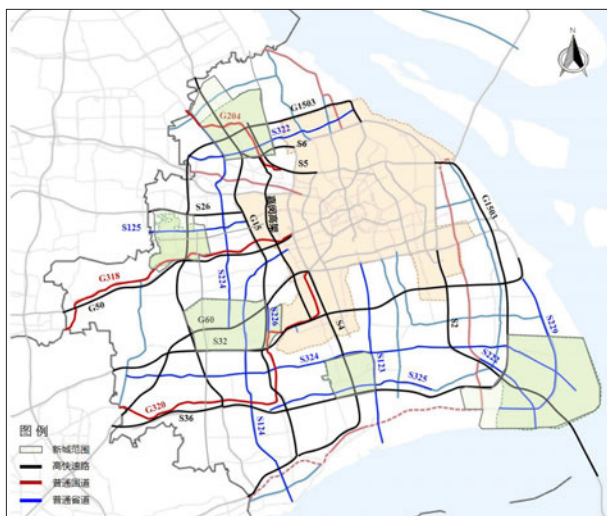 N
G1503
G204
S322
S6
S5
嘉闵高架
G1503
S26
G15
S125
G318
S224
G50
G60
S226
S4
S2
S229
S32
S324
S123
S222
S325
G320
S36
S124
图 例
新城范围
高快速路
普通国道
普通省道